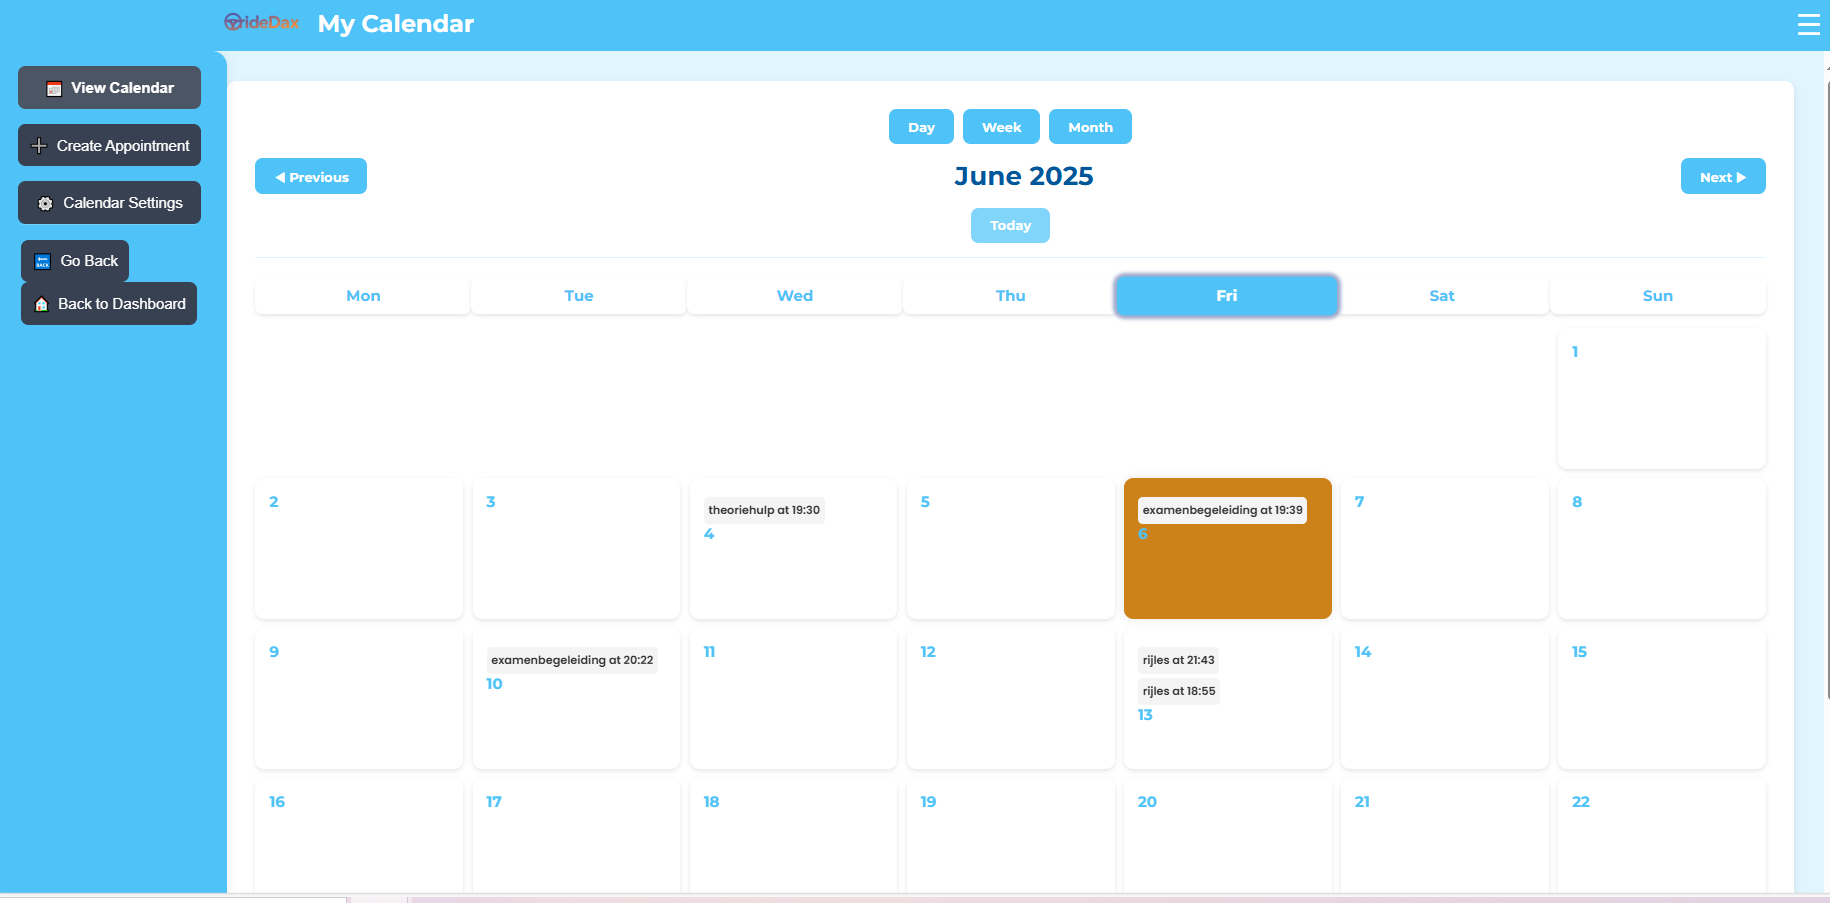 rideDax My Calendar
View Calendar
Create Appointment
Calendar Settings
BACK Go Back
Back to Dashboard
Day Week Month
◀ Previous June 2025 Next ▶
Today
Mon Tue Wed Thu Fri Sat Sun
1
2 3 theoriehulp at 19:30 5 examenbegeleiding at 19:39 7 8
4 6
9 examenbegeleiding at 20:22 11 12 rijles at 21:43 14 15
10 rijles at 18:55
13
16 17 18 19 20 21 22